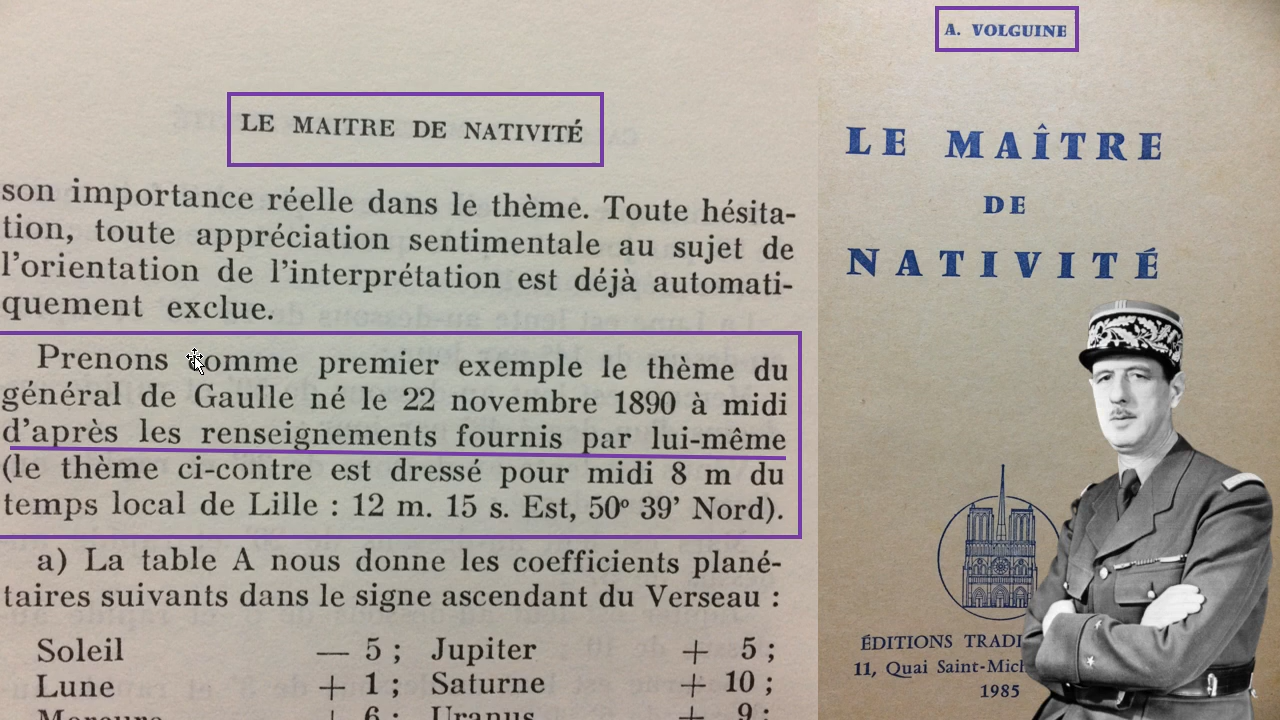 LE MAITRE DE NATIVITÉ
son importance réelle dans le thème. Toute hésita-
tion, toute appréciation sentimentale au sujet de
l'orientation de l'interprétation est déjà automati-
quement exclue.
Prenons comme premier exemple le thème du
général de Gaulle né le 22 novembre 1890 à midi
d'après les renseignements fournis par lui-même
(le thème ci-contre est dressé pour midi 8 m du
temps local de Lille : 12 m. 15 s. Est, 50º 39' Nord).
a) La table A nous donne les coefficients plané-
taires suivants dans le signe ascendant du Verseau :
Soleil — 5 ; Jupiter + 5 ;
Lune + 1 ; Saturne + 10 ;
Mercure + 6 ; Uranus + 9 ;
A. VOLGUINE
LE MAÎTRE
DE
NATIVITÉ
ÉDITIONS TRADI
11, Quai Saint-Mich
1985